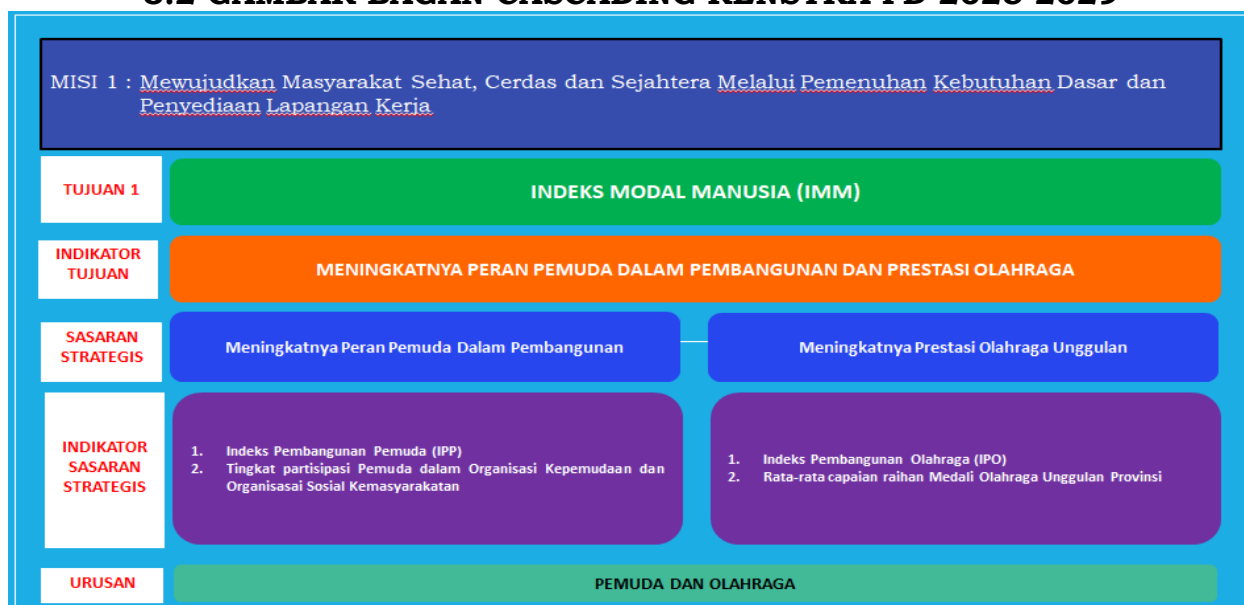 MISI 1 : Mewujudkan Masyarakat Sehat, Cerdas dan Sejahtera Melalui Pemenuhan Kebutuhan Dasar dan
Penyediaan Lapangan Kerja
TUJUAN 1
INDEKS MODAL MANUSIA (IMM)
INDIKATOR
TUJUAN
MENINGKATNYA PERAN PEMUDA DALAM PEMBANGUNAN DAN PRESTASI OLAHRAGA
SASARAN
STRATEGIS
Meningkatnya Peran Pemuda Dalam Pembangunan
Meningkatnya Prestasi Olahraga Unggulan
INDIKATOR
SASARAN
STRATEGIS
1. Indeks Pembangunan Pemuda (IPP)
2. Tingkat partisipasi Pemuda dalam Organisasi Kepemudaan dan
Organisasai Sosial Kemasyarakatan
1. Indeks Pembangunan Olahraga (IPO)
2. Rata-rata capaian raihan Medali Olahraga Unggulan Provinsi
URUSAN
PEMUDA DAN OLAHRAGA